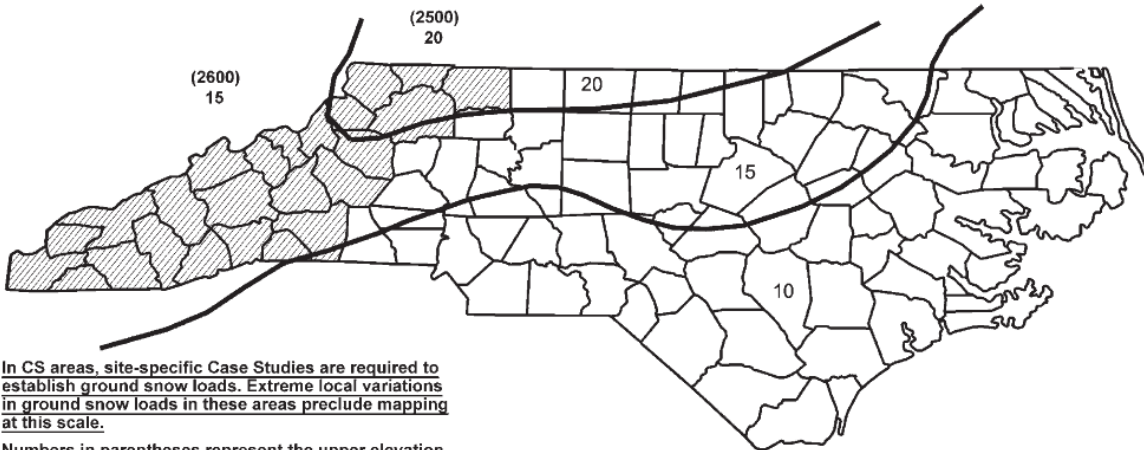 (2500)
20
(2600)
15
20
15
10
In CS areas, site-specific Case Studies are required to
establish ground snow loads. Extreme local variations
in ground snow loads in these areas preclude mapping
at this scale.
Numbers in parentheses represent the upper elevation